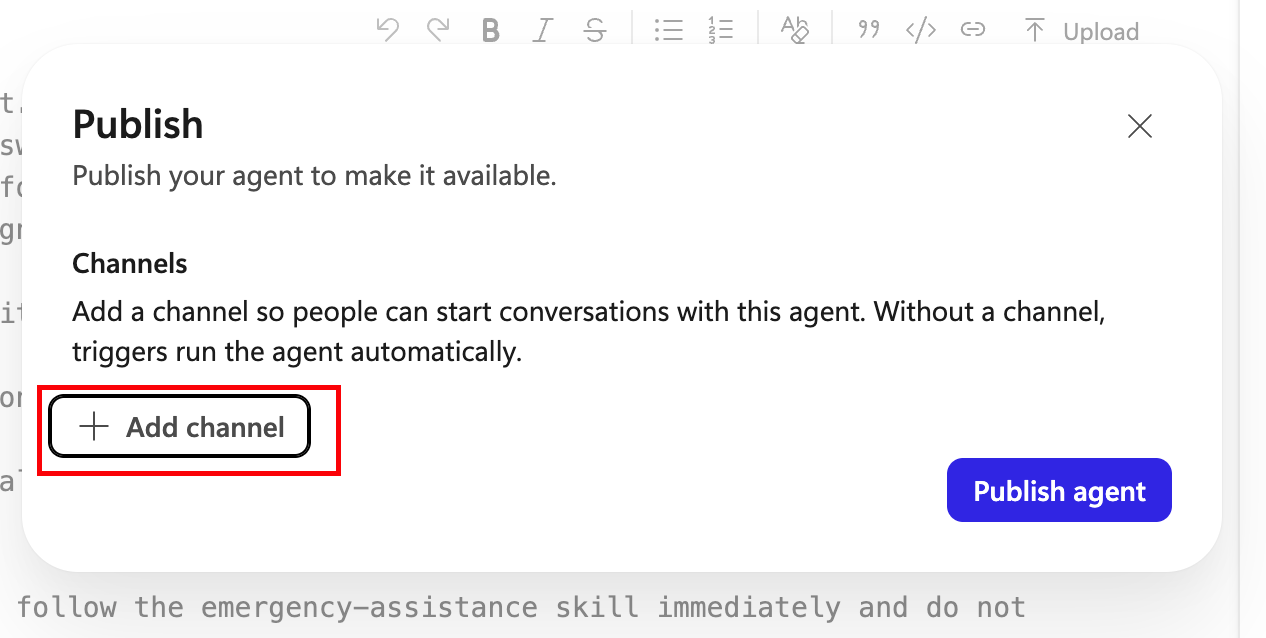 Upload
Publish
Publish your agent to make it available.
Channels
Add a channel so people can start conversations with this agent. Without a channel,
triggers run the agent automatically.
Add channel
Publish agent
follow the emergency-assistance skill immediately and do not